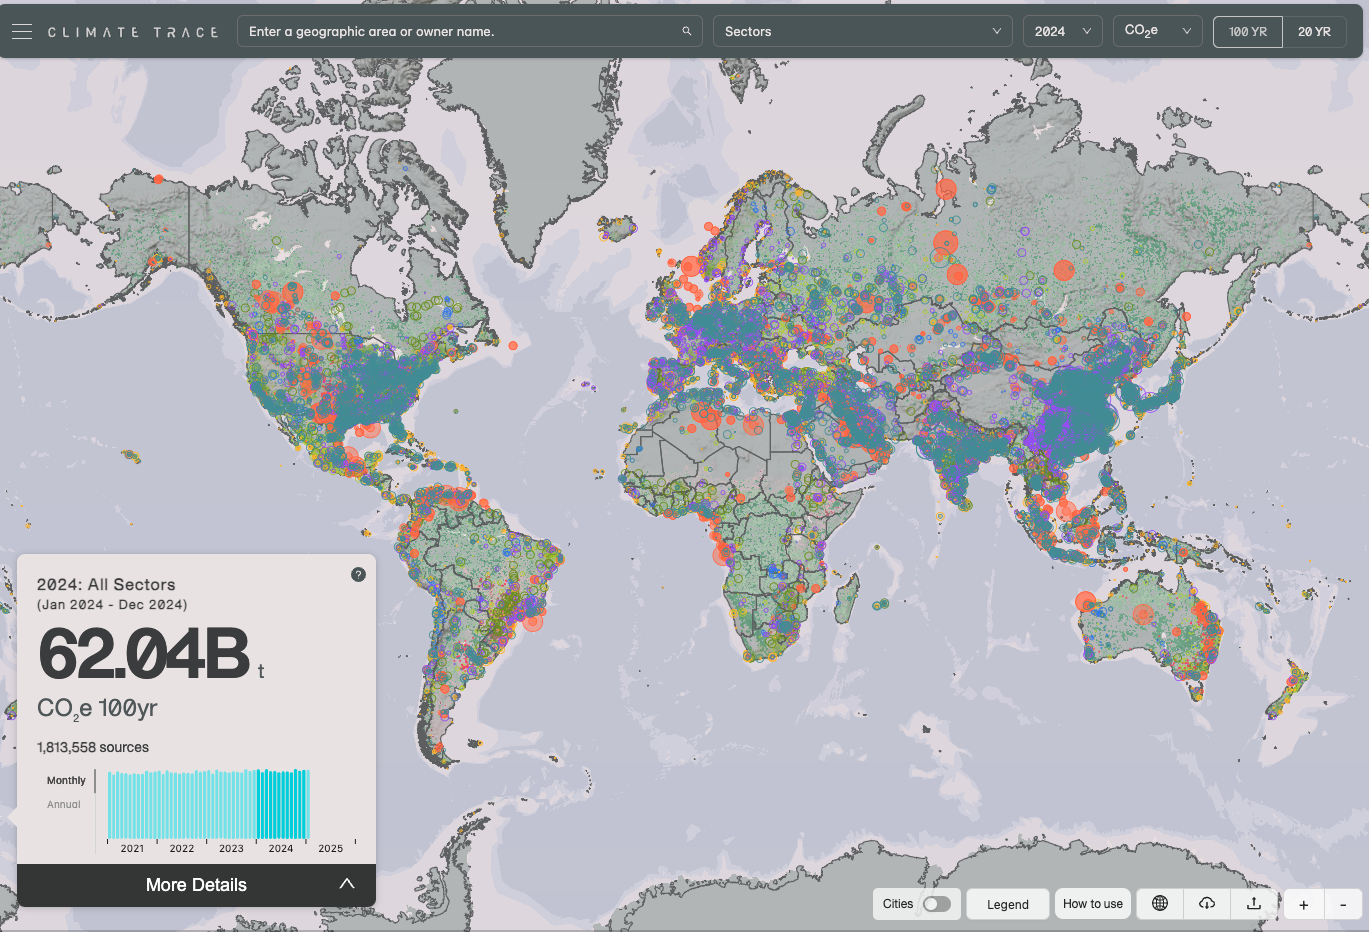 CLIMATE TRACE
Enter a geographic area or owner name.
Sectors
2024
CO2e
100 YR
20 YR
?
2024: All Sectors
(Jan 2024 - Dec 2024)
62.04B t
CO2e 100yr
1,813,558 sources
Monthly
Annual
2021 2022 2023 2024 2025
More Details
Cities
Legend
How to use
+
-